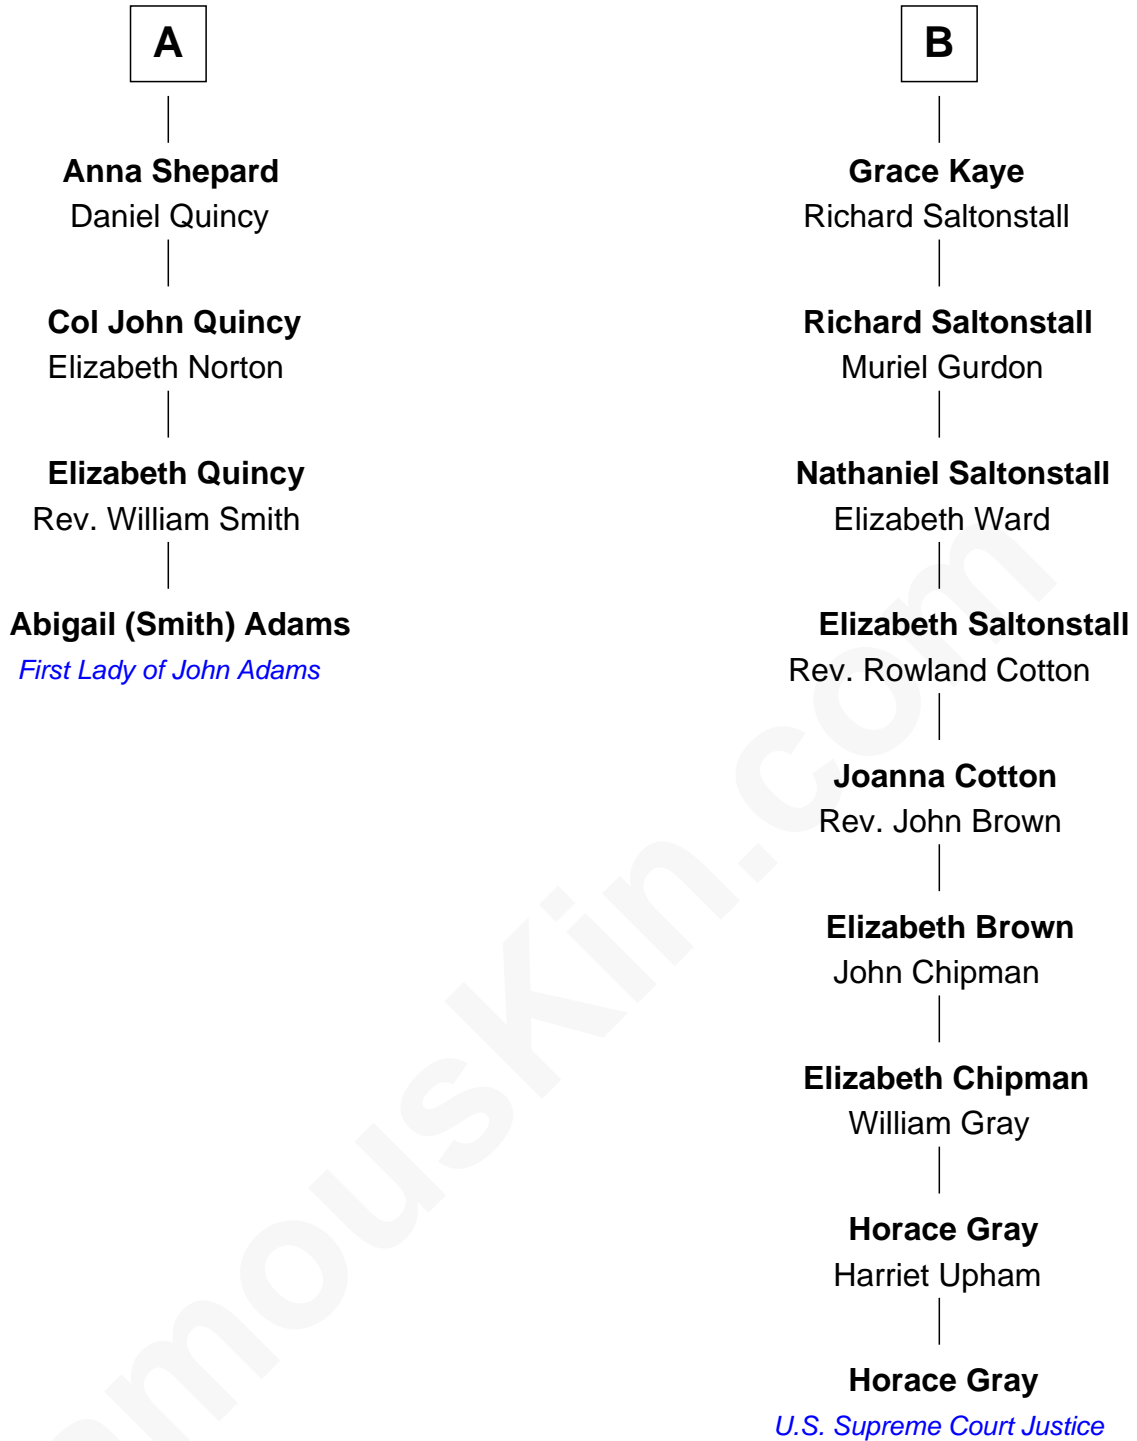 A
Anna Shepard
Daniel Quincy
Col John Quincy
Elizabeth Norton
Elizabeth Quincy
Rev. William Smith
Abigail (Smith) Adams
First Lady of John Adams
B
Grace Kaye
Richard Saltonstall
Richard Saltonstall
Muriel Gurdon
Nathaniel Saltonstall
Elizabeth Ward
Elizabeth Saltonstall
Rev. Rowland Cotton
Joanna Cotton
Rev. John Brown
Elizabeth Brown
John Chipman
Elizabeth Chipman
William Gray
Horace Gray
Harriet Upham
Horace Gray
U.S. Supreme Court Justice
amouskin.com